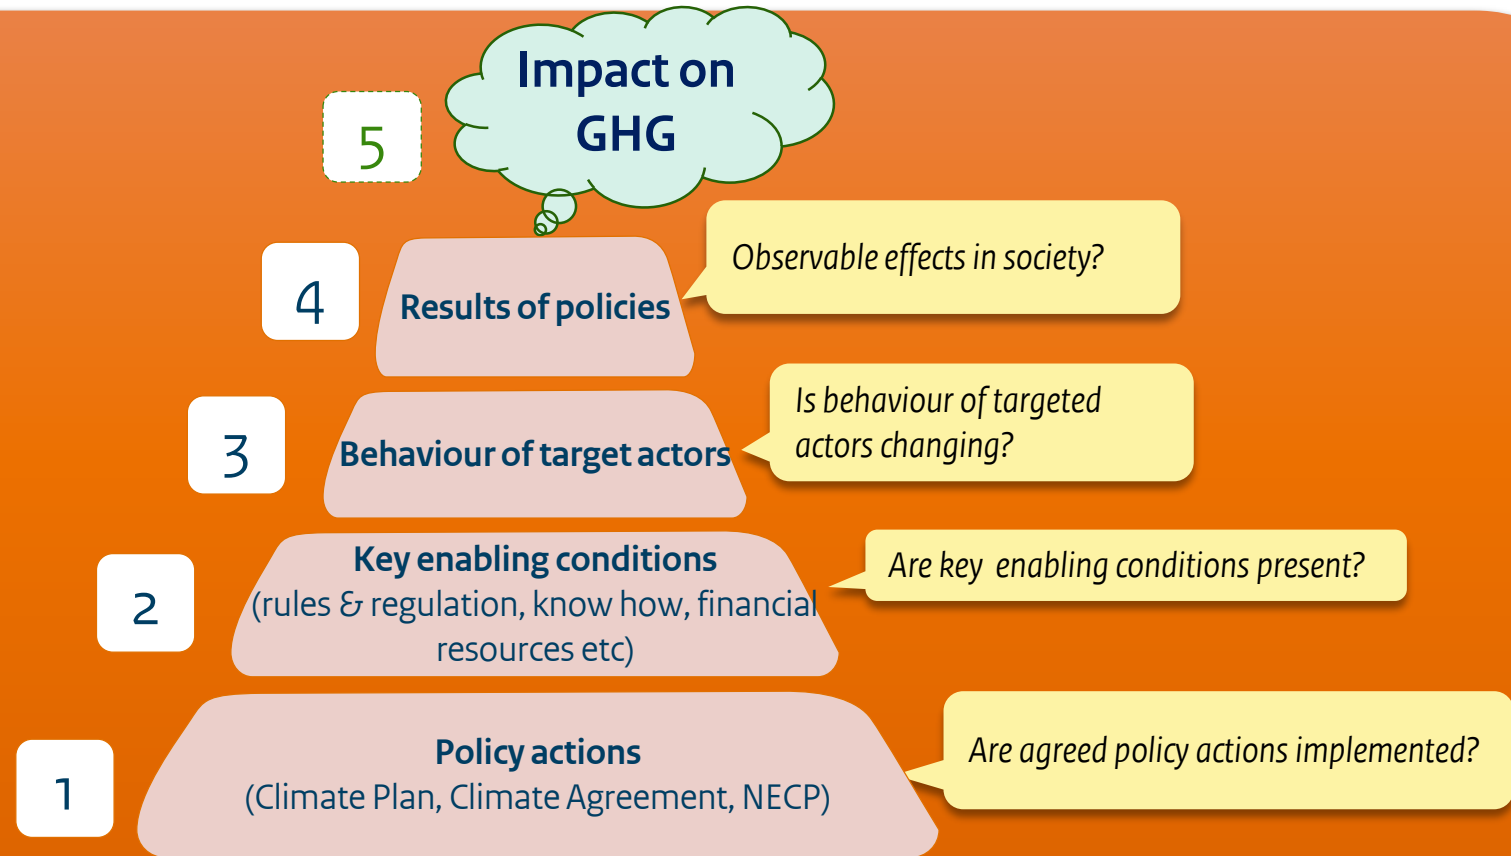 Impact on
GHG
5
Observable effects in society?
4
Results of policies
Is behaviour of targeted
actors changing?
3
Behaviour of target actors
Key enabling conditions
(rules & regulation, know how, financial
resources etc)
Are key  enabling conditions present?
2
Policy actions
(Climate Plan, Climate Agreement, NECP)
Are agreed policy actions implemented?
1